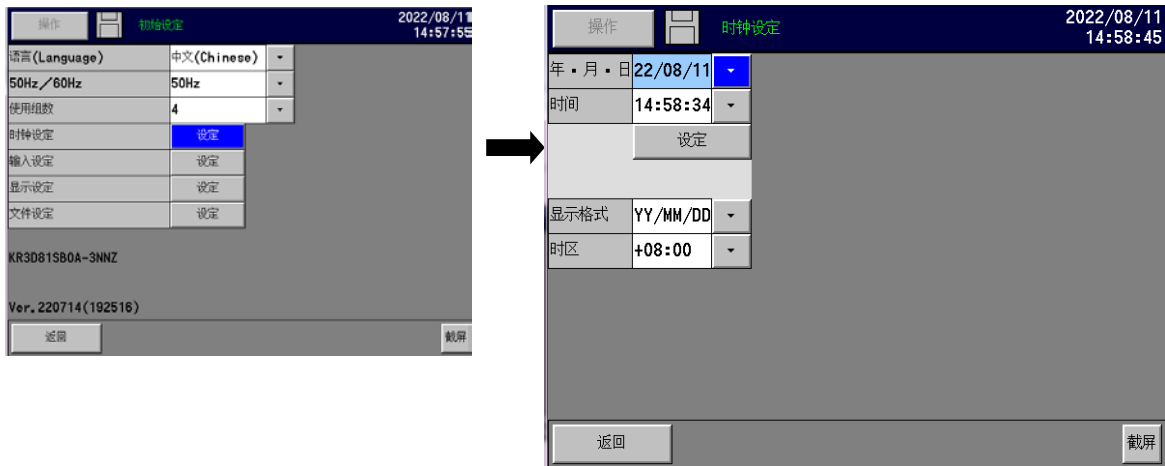 操作 初始设定 2022/08/11
14:57:55
语言(Language) 中文(Chinese)
50Hz／60Hz 50Hz
使用组数 4
时钟设定 设定
输入设定 设定
显示设定 设定
文件设定 设定
KR3D81SB0A-3NNZ
Ver.220714(192516)
返回 截屏
操作 时钟设定 2022/08/11
14:58:45
年・月・日 22/08/11
时间 14:58:34
设定
显示格式 YY/MM/DD
时区 +08:00
返回 截屏